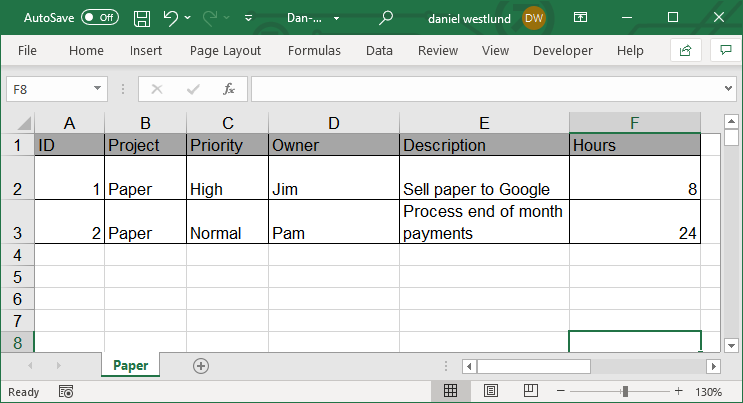 AutoSave Off Dan-... daniel westlund DW
File Home Insert Page Layout Formulas Data Review View Developer Help
F8 fx
A B C D E F
1 ID Project Priority Owner Description Hours
2 1 Paper High Jim Sell paper to Google 8
Process end of month
3 2 Paper Normal Pam payments 24
4
5
6
7
8
Paper
Ready 130%